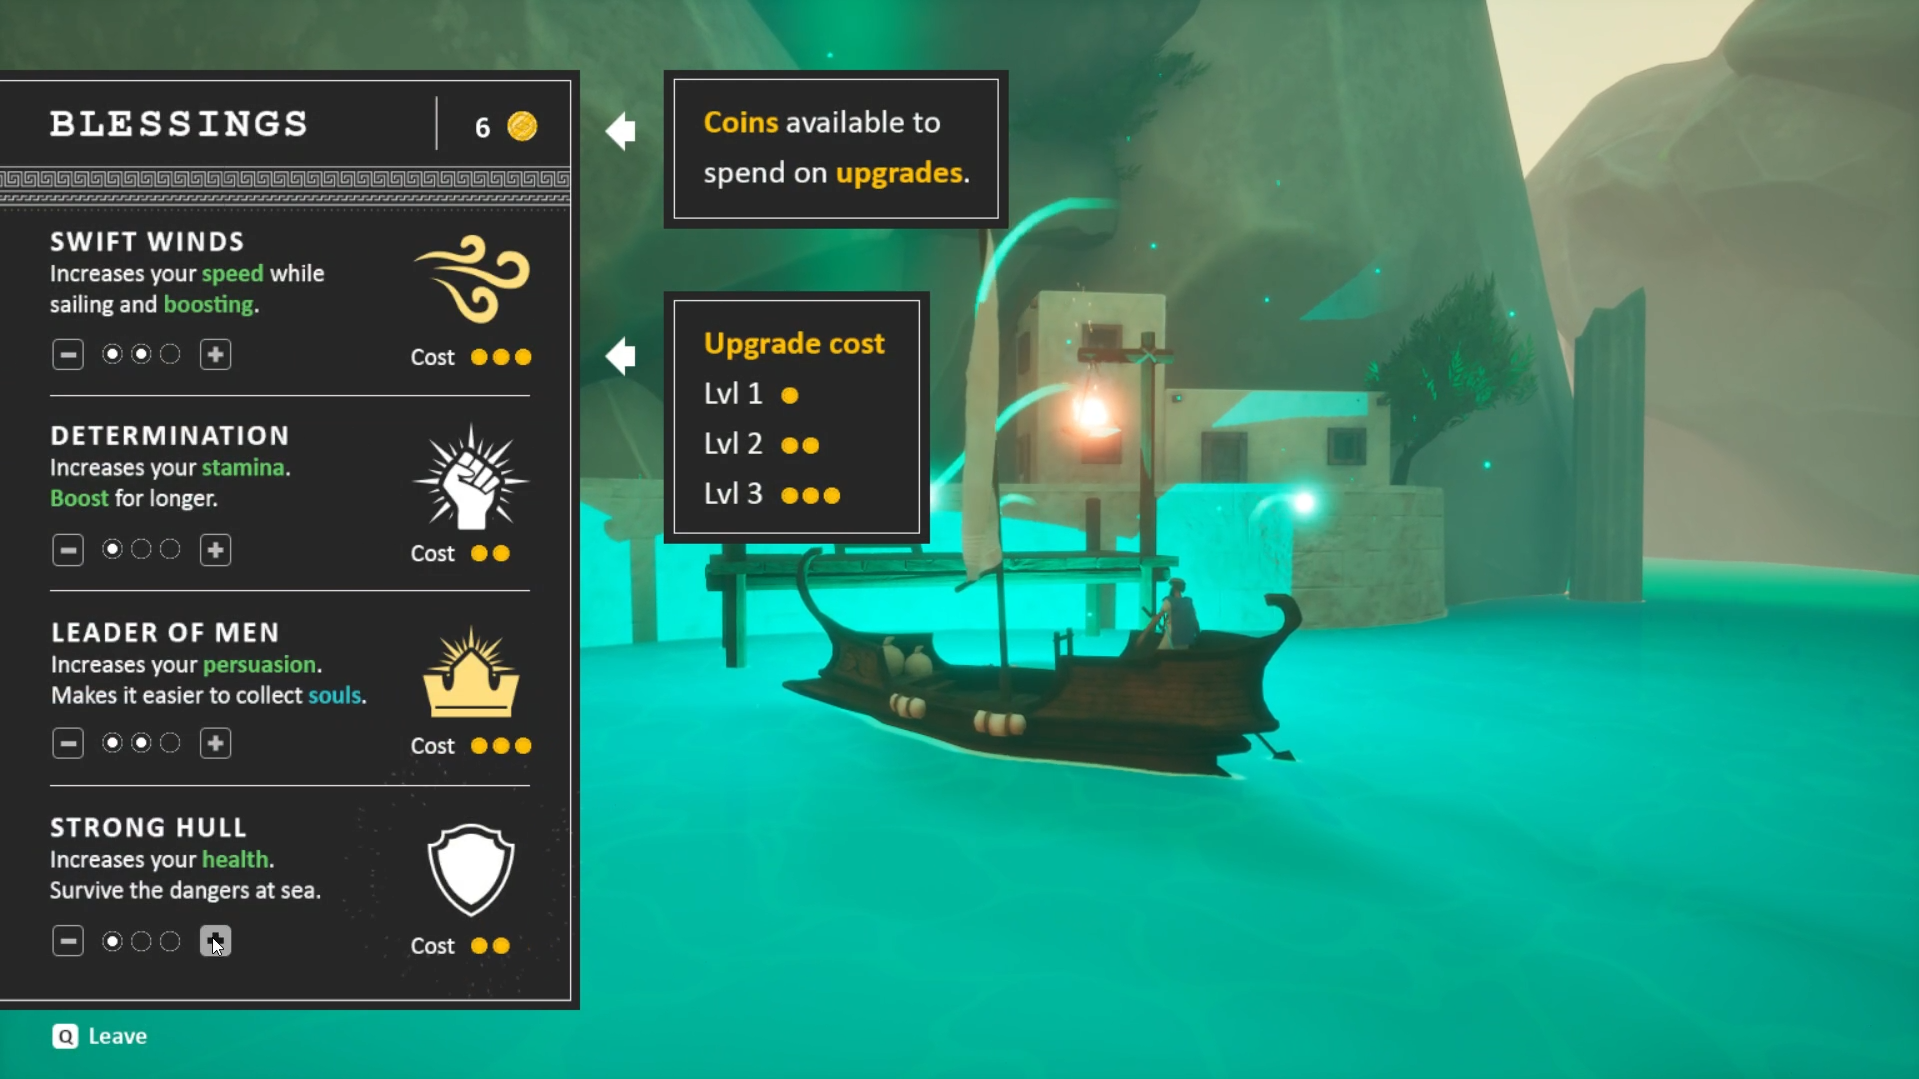 BLESSINGS
6
SWIFT WINDS
Increases your speed while
sailing and boosting.
Cost
DETERMINATION
Increases your stamina.
Boost for longer.
Cost
LEADER OF MEN
Increases your persuasion.
Makes it easier to collect souls.
Cost
STRONG HULL
Increases your health.
Survive the dangers at sea.
Cost
Q Leave
Coins available to
spend on upgrades.
Upgrade cost
Lvl 1
Lvl 2
Lvl 3